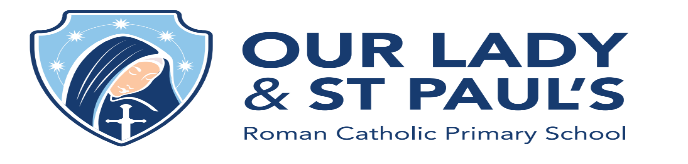 OUR LADY
& ST PAUL'S
Roman Catholic Primary School